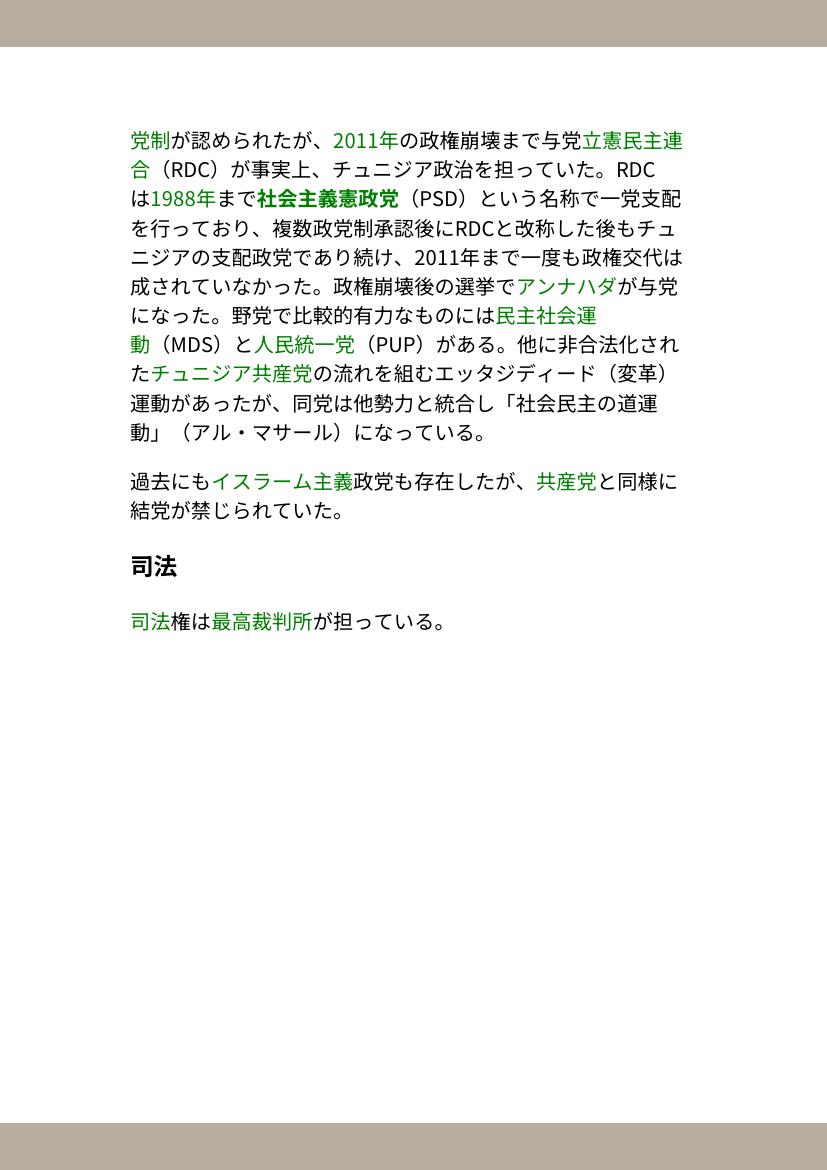 党制が認められたが、2011年の政権崩壊まで与党立憲民主連
合（RDC）が事実上、チュニジア政治を担っていた。RDC
は1988年まで社会主義憲政党（PSD）という名称で一党支配
を行っており、複数政党制承認後にRDCと改称した後もチュ
ニジアの支配政党であり続け、2011年まで一度も政権交代は
成されていなかった。政権崩壊後の選挙でアンナハダが与党
になった。野党で比較的有力なものには民主社会運
動（MDS）と人民統一党（PUP）がある。他に非合法化され
たチュニジア共産党の流れを組むエッタジディード（変革）
運動があったが、同党は他勢力と統合し「社会民主の道運
動」（アル・マサール）になっている。
過去にもイスラーム主義政党も存在したが、共産党と同様に
結党が禁じられていた。
司法
司法権は最高裁判所が担っている。